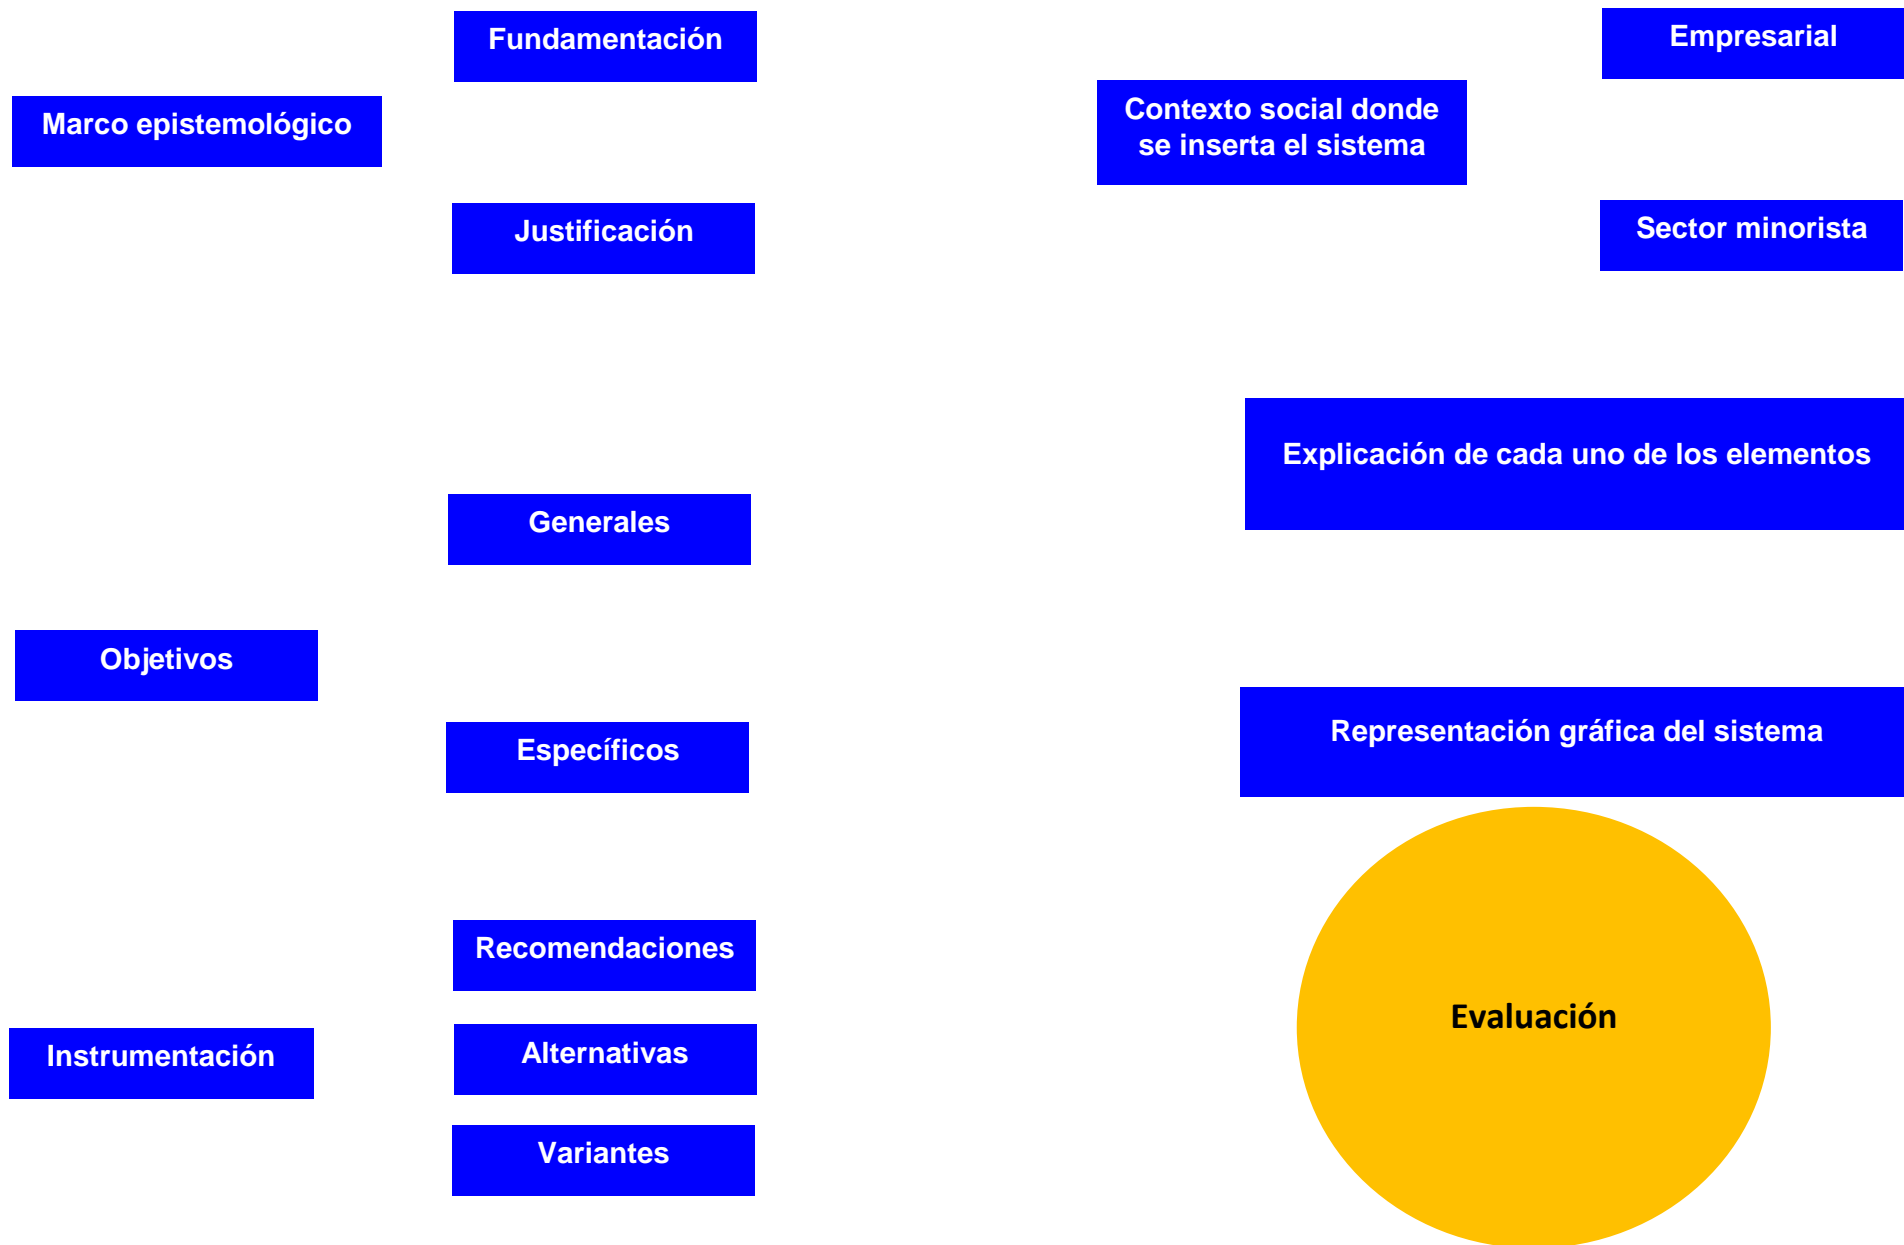 Fundamentación
Marco epistemológico
Justificación
Generales
Objetivos
Específicos
Recomendaciones
Instrumentación
Alternativas
Variantes
Empresarial
Contexto social donde
se inserta el sistema
Sector minorista
Explicación de cada uno de los elementos
Representación gráfica del sistema
Evaluación